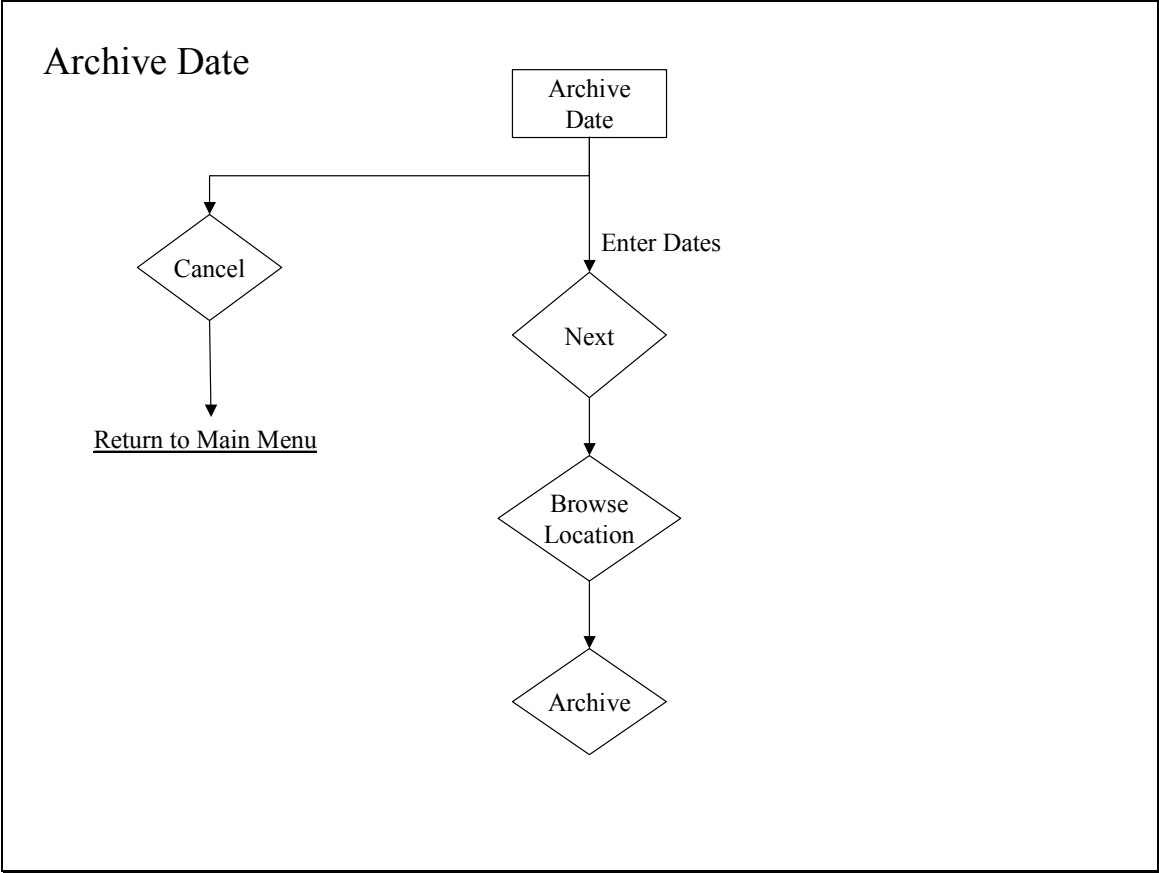 Archive Date
Archive
Date
Enter Dates
Cancel
Next
Return to Main Menu
Browse
Location
Archive